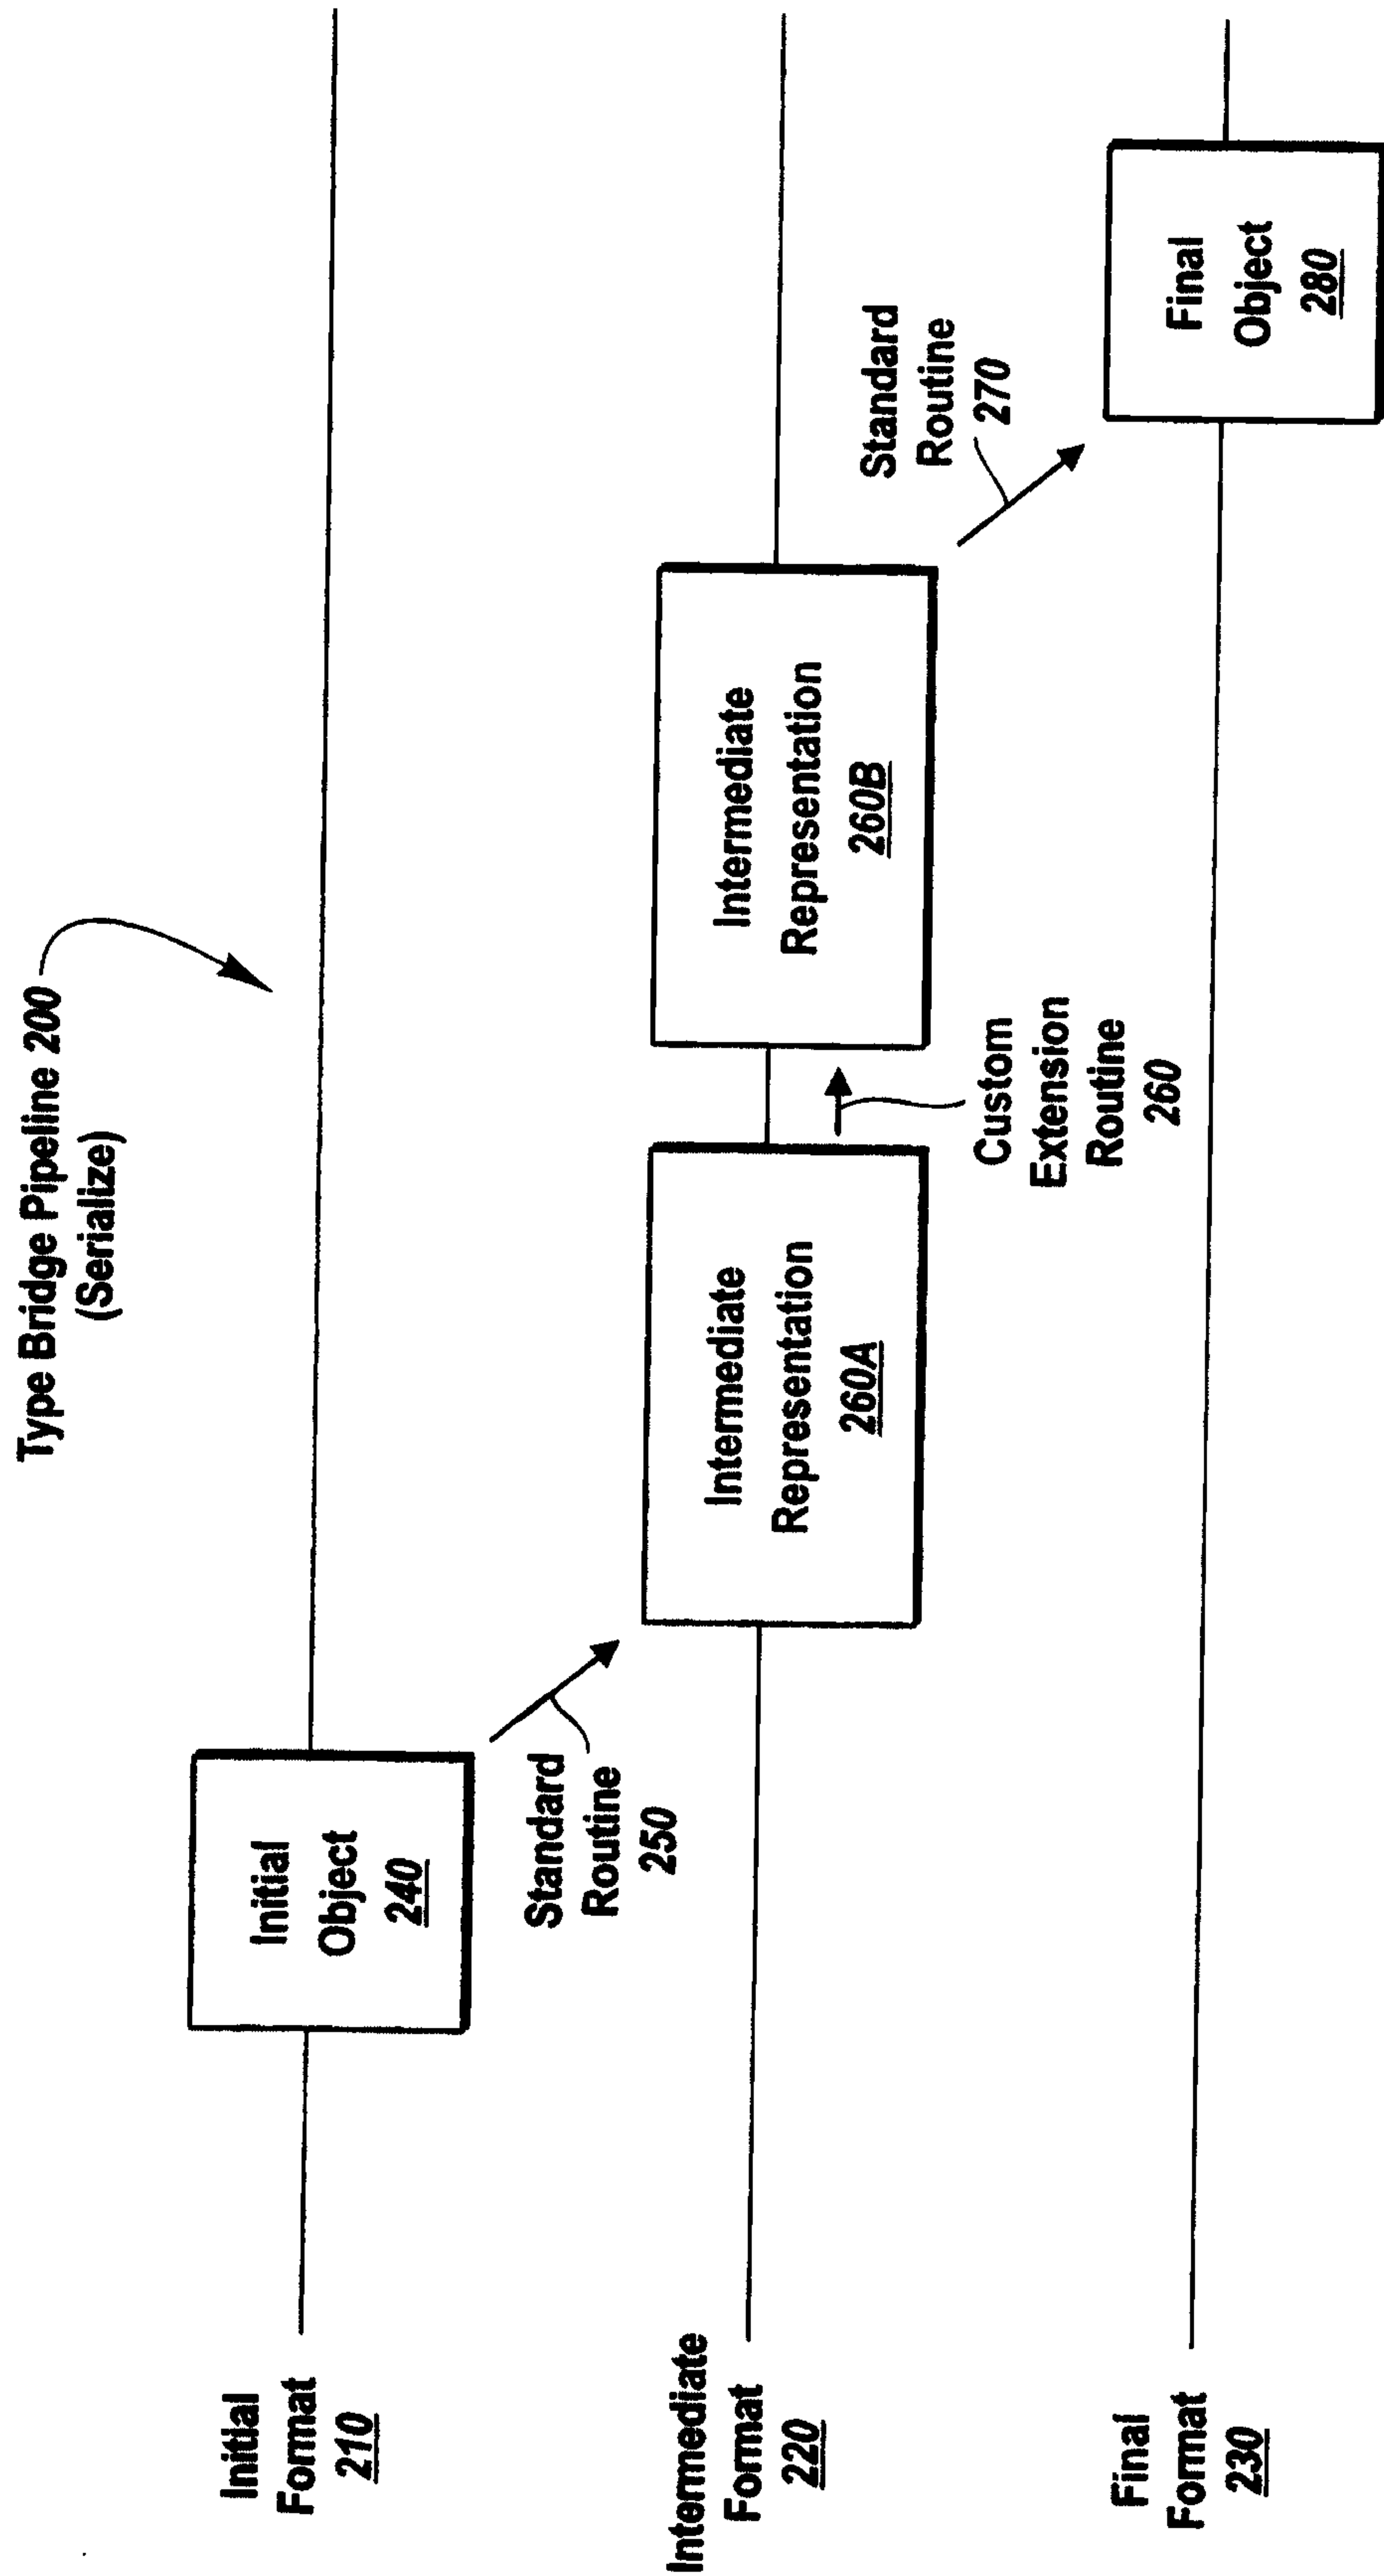 Type Bridge Pipeline 200
(Serialize)
Initial
Format
210
Initial
Object
240
Standard
Routine
250
Intermediate
Format
220
Intermediate
Representation
260A
Custom
Extension
Routine
260
Intermediate
Representation
260B
Standard
Routine
270
Final
Format
230
Final
Object
280